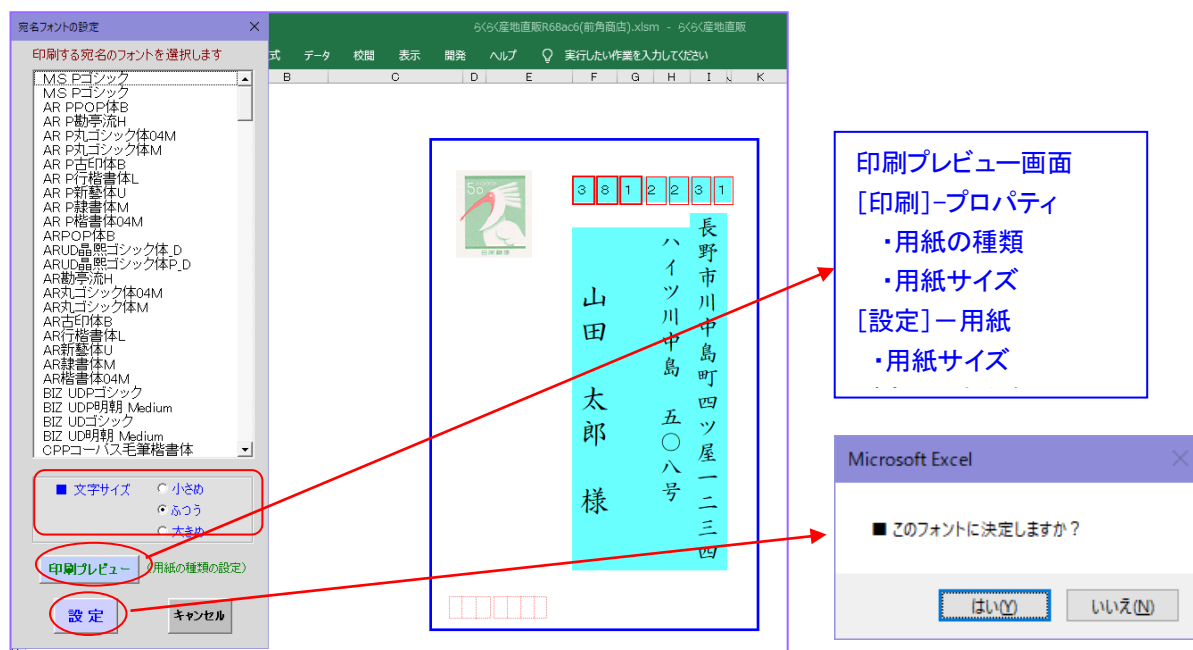 宛名フォントの設定
印刷する宛名のフォントを選択します
MS Pゴシック
MS Pゴシック
AR PPOP体B
AR P勘亭流H
AR P丸ゴシック体04M
AR P丸ゴシック体M
AR P古印体B
AR P行楷書体L
AR P新藝体U
AR P隷書体M
AR P楷書体04M
ARPOP体B
ARUD晶熙ゴシック体_D
ARUD晶熙ゴシック体P_D
AR勘亭流H
AR丸ゴシック体04M
AR丸ゴシック体M
AR古印体B
AR行楷書体L
AR新藝体U
AR隷書体M
AR楷書体04M
BIZ UDPゴシック
BIZ UDP明朝 Medium
BIZ UDゴシック
BIZ UD明朝 Medium
CPPコーパス毛筆楷書体
■ 文字サイズ
小さめ
ふつう
大きめ
印刷プレビュー
(用紙の種類の設定)
設 定
キャンセル
らくらく産地直販R68ac6(前角商店).xlsm - らくらく産地直販
式 データ 校閲 表示 開発 ヘルプ 実行したい作業を入力してください
B C D E F G H I J K
50
日本郵便
3 8 1 2 2 3 1
長野市川中島町四ツ屋一二三四
ハイツ川中島 五〇八号
山田 太郎 様
印刷プレビュー画面
[印刷]-プロパティ
・用紙の種類
・用紙サイズ
[設定]-用紙
・用紙サイズ
Microsoft Excel
■ このフォントに決定しますか?
はい(Y)
いいえ(N)